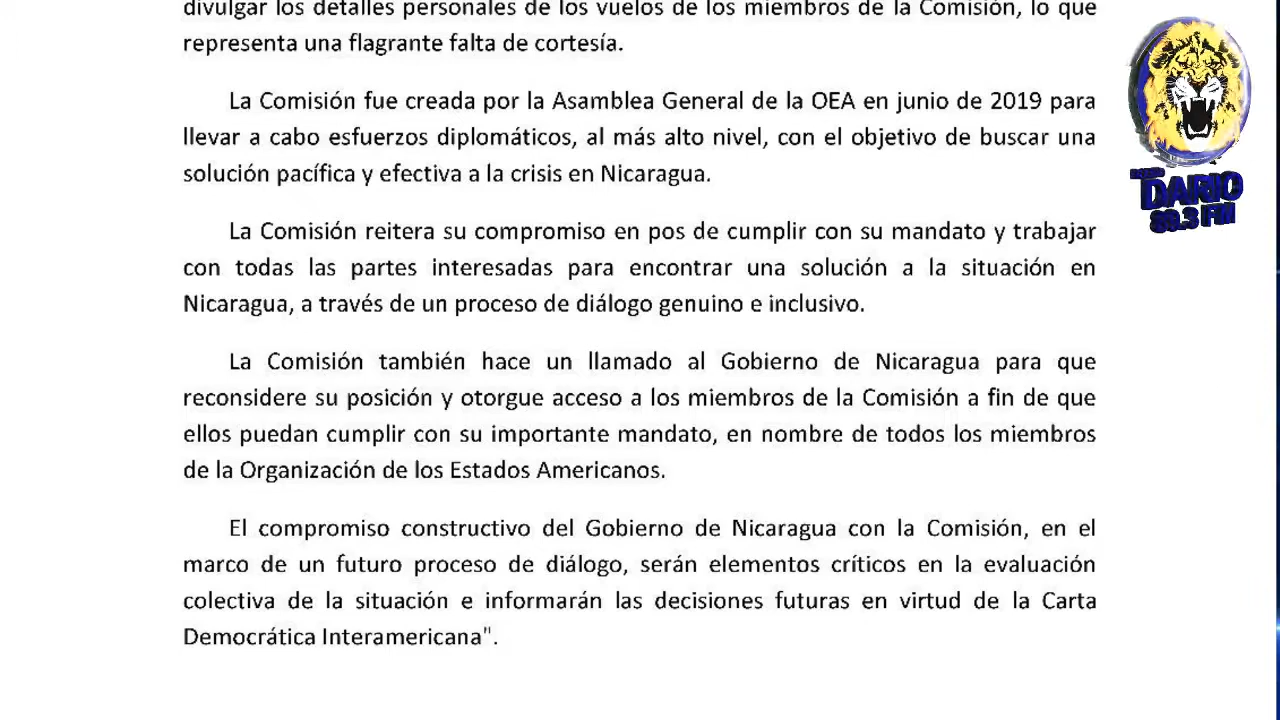 divulgar los detalles personales de los vuelos de los miembros de la Comisión, lo que
representa una flagrante falta de cortesía.
La Comisión fue creada por la Asamblea General de la OEA en junio de 2019 para
llevar a cabo esfuerzos diplomáticos, al más alto nivel, con el objetivo de buscar una
solución pacífica y efectiva a la crisis en Nicaragua.
La Comisión reitera su compromiso en pos de cumplir con su mandato y trabajar
con todas las partes interesadas para encontrar una solución a la situación en
Nicaragua, a través de un proceso de diálogo genuino e inclusivo.
La Comisión también hace un llamado al Gobierno de Nicaragua para que
reconsidere su posición y otorgue acceso a los miembros de la Comisión a fin de que
ellos puedan cumplir con su importante mandato, en nombre de todos los miembros
de la Organización de los Estados Americanos.
El compromiso constructivo del Gobierno de Nicaragua con la Comisión, en el
marco de un futuro proceso de diálogo, serán elementos críticos en la evaluación
colectiva de la situación e informarán las decisiones futuras en virtud de la Carta
Democrática Interamericana".
DARIO
89.3 FM